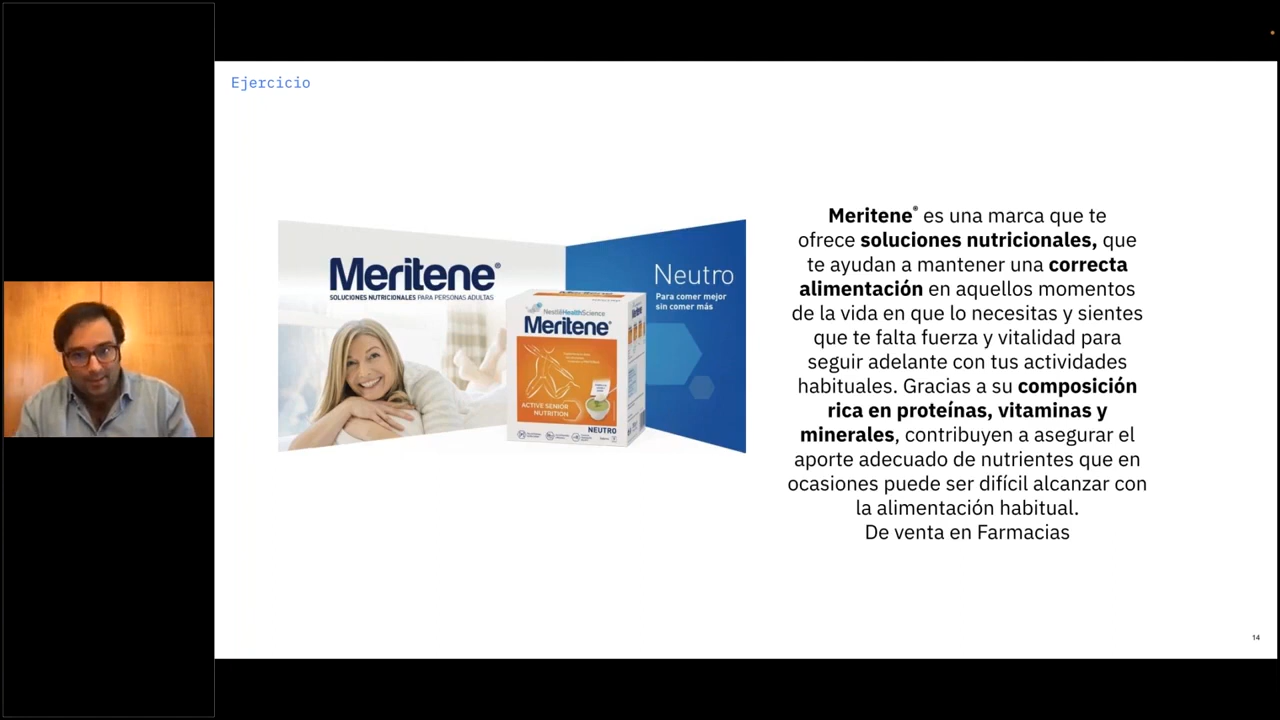 Ejercicio
Meritene®
SOLUCIONES NUTRICIONALES PARA PERSONAS ADULTAS
Neutro
Para comer mejor
sin comer más
NestléHealthScience
Meritene®
ACTIVE SENIOR
NUTRITION
NEUTRO
Meritene® es una marca que te
ofrece soluciones nutricionales, que
te ayudan a mantener una correcta
alimentación en aquellos momentos
de la vida en que lo necesitas y sientes
que te falta fuerza y vitalidad para
seguir adelante con tus actividades
habituales. Gracias a su composición
rica en proteínas, vitaminas y
minerales, contribuyen a asegurar el
aporte adecuado de nutrientes que en
ocasiones puede ser difícil alcanzar con
la alimentación habitual.
De venta en Farmacias
14